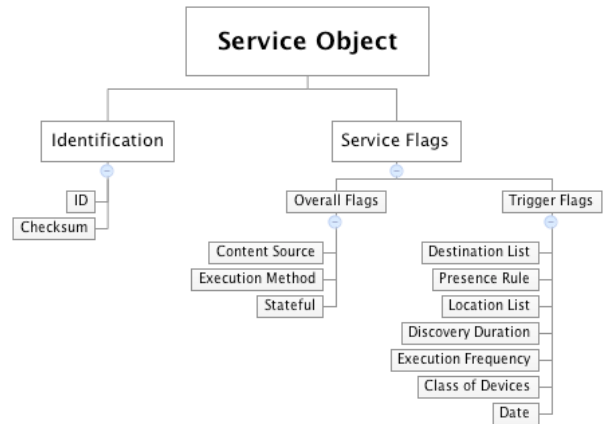 Service Object
Identification
Service Flags
ID
Checksum
Overall Flags
Trigger Flags
Content Source
Execution Method
Stateful
Destination List
Presence Rule
Location List
Discovery Duration
Execution Frequency
Class of Devices
Date